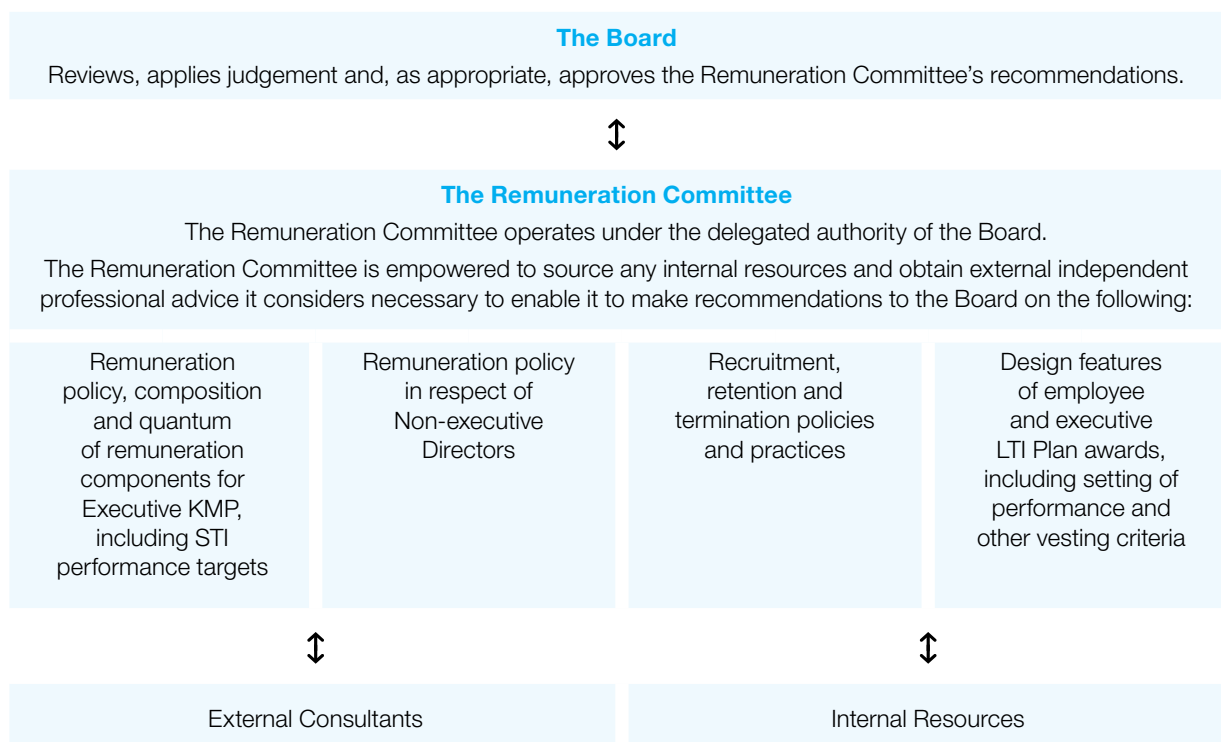 The Board
Reviews, applies judgement and, as appropriate, approves the Remuneration Committee's recommendations.
The Remuneration Committee
The Remuneration Committee operates under the delegated authority of the Board.
The Remuneration Committee is empowered to source any internal resources and obtain external independent
professional advice it considers necessary to enable it to make recommendations to the Board on the following:
Remuneration
policy, composition
and quantum
of remuneration
components for
Executive KMP,
including STI
performance targets
Remuneration policy
in respect of
Non-executive
Directors
Recruitment,
retention and
termination policies
and practices
Design features
of employee
and executive
LTI Plan awards,
including setting of
performance and
other vesting criteria
External Consultants
Internal Resources